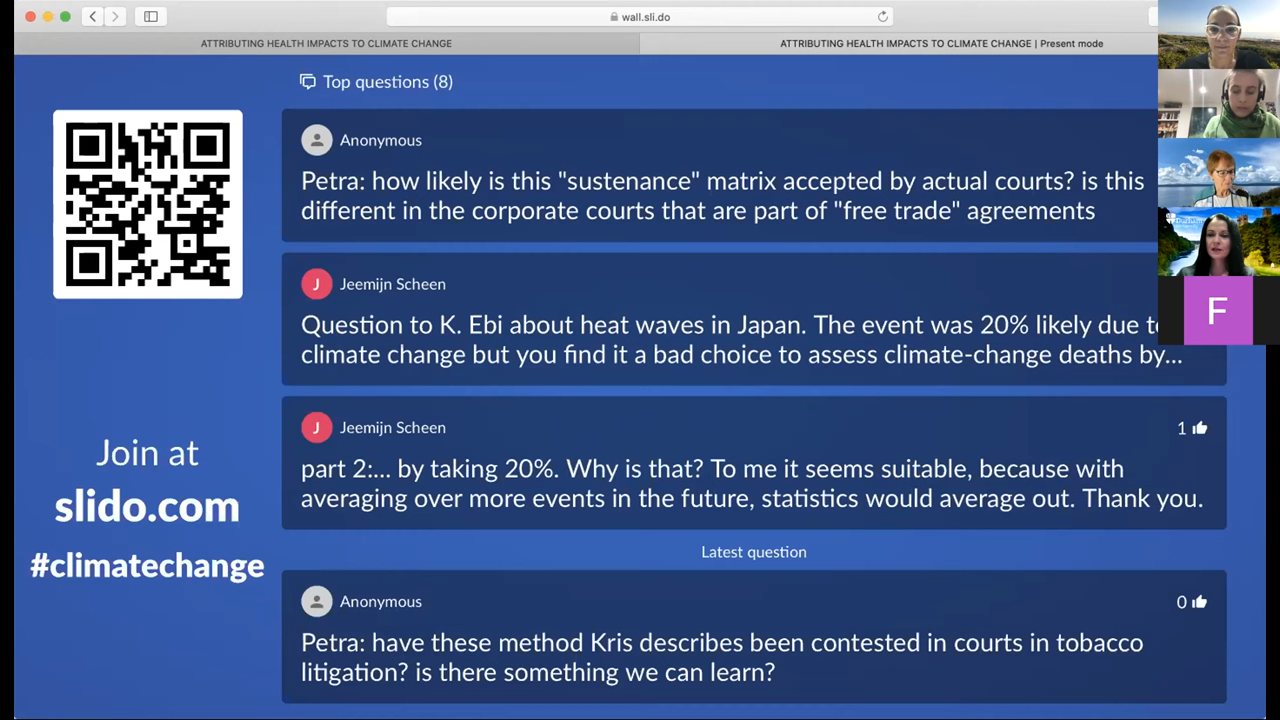 wall.sli.do
ATTRIBUTING HEALTH IMPACTS TO CLIMATE CHANGE
ATTRIBUTING HEALTH IMPACTS TO CLIMATE CHANGE | Present mode
Top questions (8)
Anonymous
Petra: how likely is this "sustenance" matrix accepted by actual courts? is this
different in the corporate courts that are part of "free trade" agreements
J Jeemijn Scheen
Question to K. Ebi about heat waves in Japan. The event was 20% likely due
climate change but you find it a bad choice to assess climate-change deaths by...
J Jeemijn Scheen
1
part 2:... by taking 20%. Why is that? To me it seems suitable, because with
averaging over more events in the future, statistics would average out. Thank you.
Latest question
Anonymous
0
Petra: have these method Kris describes been contested in courts in tobacco
litigation? is there something we can learn?
Join at
slido.com
#climatechange
F